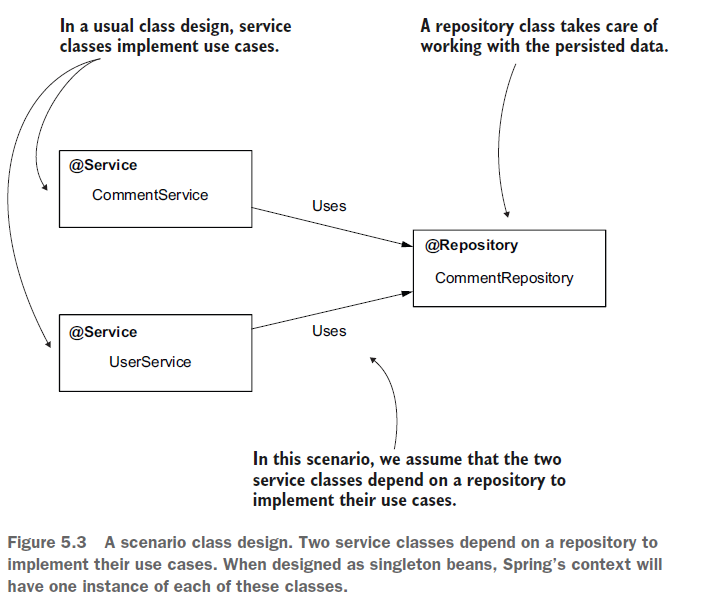 In a usual class design, service
classes implement use cases.
A repository class takes care of
working with the persisted data.
@Service
CommentService
Uses
@Repository
CommentRepository
@Service
UserService
Uses
In this scenario, we assume that the two
service classes depend on a repository to
implement their use cases.
Figure 5.3 A scenario class design. Two service classes depend on a repository to
implement their use cases. When designed as singleton beans, Spring’s context will
have one instance of each of these classes.